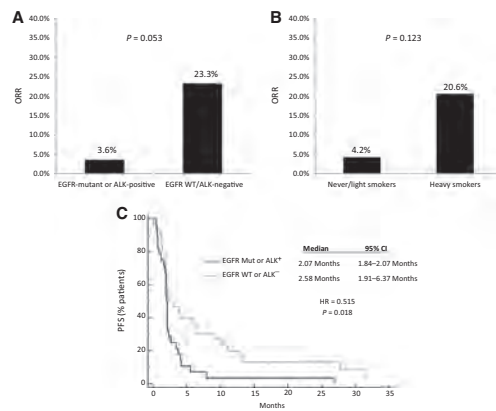 A
P = 0.053
ORR
40.0%
35.0%
30.0%
25.0%
20.0%
15.0%
10.0%
5.0%
0.0%
3.6%
23.3%
EGFR-mutant or ALK-positive
EGFR WT/ALK-negative
B
P = 0.123
ORR
40.0%
35.0%
30.0%
25.0%
20.0%
15.0%
10.0%
5.0%
0.0%
4.2%
20.6%
Never/light smokers
Heavy smokers
C
PFS (% patients)
100
80
60
40
20
0
EGFR Mut or ALK+
EGFR WT or ALK−
Median 95% CI
2.07 Months 1.84–2.07 Months
2.58 Months 1.91–6.37 Months
HR = 0.515
P = 0.018
0 5 10 15 20 25 30 35
Months